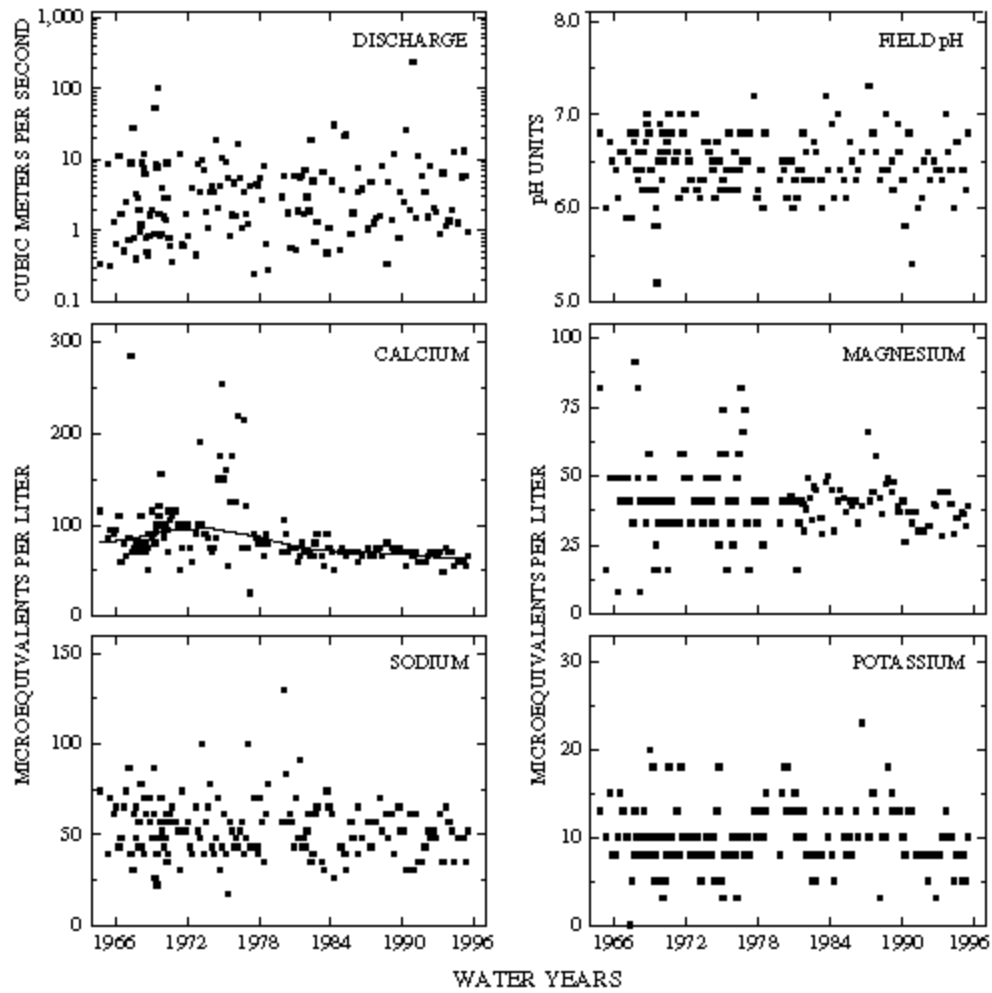 DISCHARGE
1,000
100
10
1
0.1
CUBIC METERS PER SECOND
FIELD pH
8.0
7.0
6.0
5.0
pH UNITS
CALCIUM
300
200
100
0
MICROEQUIVALENTS PER LITER
MAGNESIUM
100
75
50
25
0
MICROEQUIVALENTS PER LITER
SODIUM
150
100
50
0
1966 1972 1978 1984 1990 1996
POTASSIUM
30
20
10
0
1966 1972 1978 1984 1990 1996
WATER YEARS